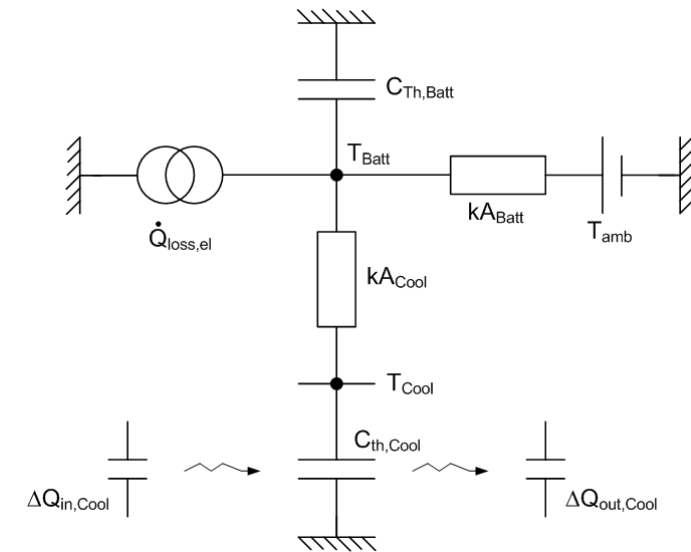 C_Th,Batt
T_Batt
Q̇_loss,el
kA_Batt
T_amb
kA_Cool
T_Cool
C_th,Cool
ΔQ_in,Cool
ΔQ_out,Cool